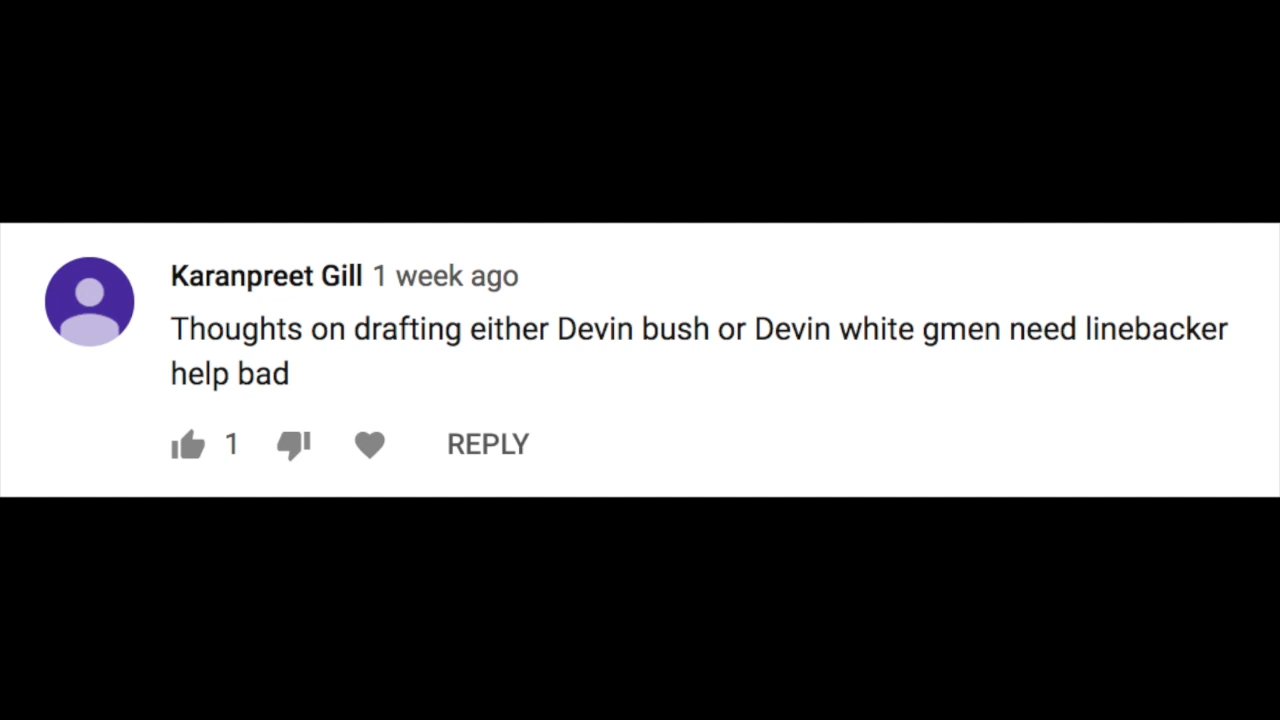 Karanpreet Gill 1 week ago
Thoughts on drafting either Devin bush or Devin white gmen need linebacker
help bad
1 REPLY